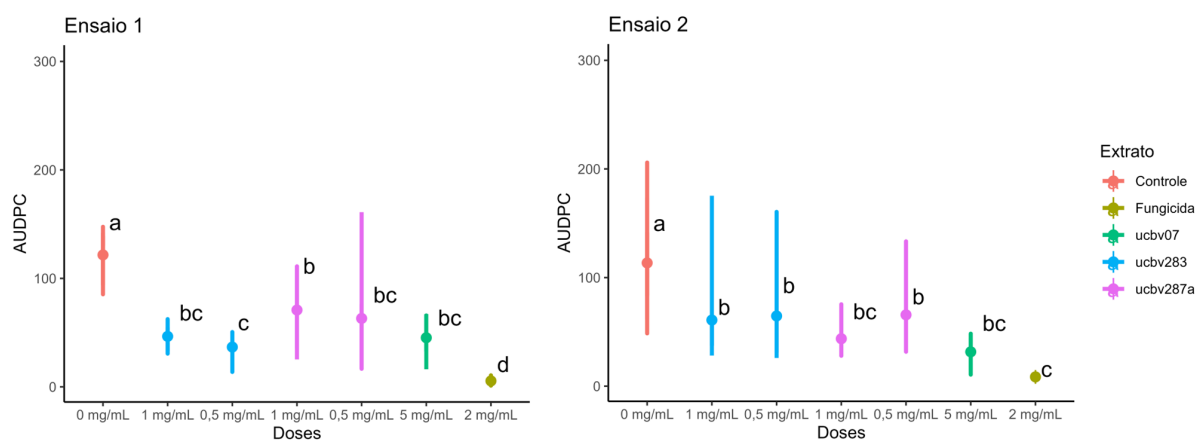 Ensaio 1
300
200
100
0
AUDPC
a
bc
c
b
bc
bc
d
0 mg/mL 1 mg/mL 0,5 mg/mL 1 mg/mL 0,5 mg/mL 5 mg/mL 2 mg/mL
Doses
Ensaio 2
300
200
100
0
AUDPC
a
b
b
bc
b
bc
c
0 mg/mL 1 mg/mL 0,5 mg/mL 1 mg/mL 0,5 mg/mL 5 mg/mL 2 mg/mL
Doses
Extrato
Controle
Fungicida
ucbv07
ucbv283
ucbv287a